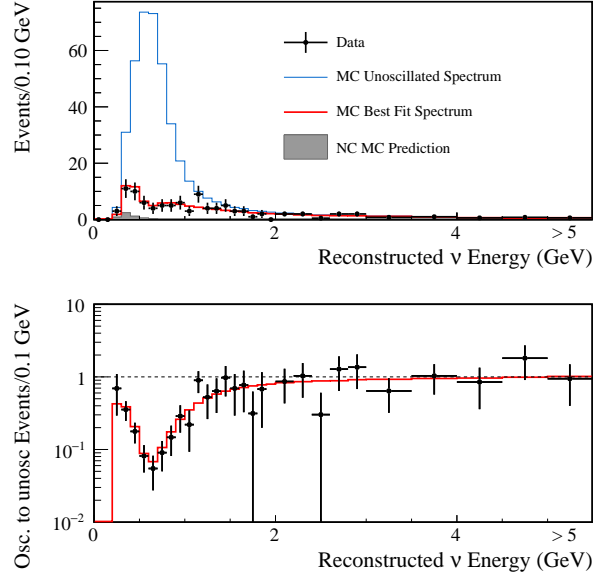 Events/0.10 GeV
60
40
20
0
Data
MC Unoscillated Spectrum
MC Best Fit Spectrum
NC MC Prediction
0 2 4 > 5
Reconstructed ν Energy (GeV)
Osc. to unosc Events/0.1 GeV
10
1
10⁻¹
10⁻²
0 2 4 > 5
Reconstructed ν Energy (GeV)